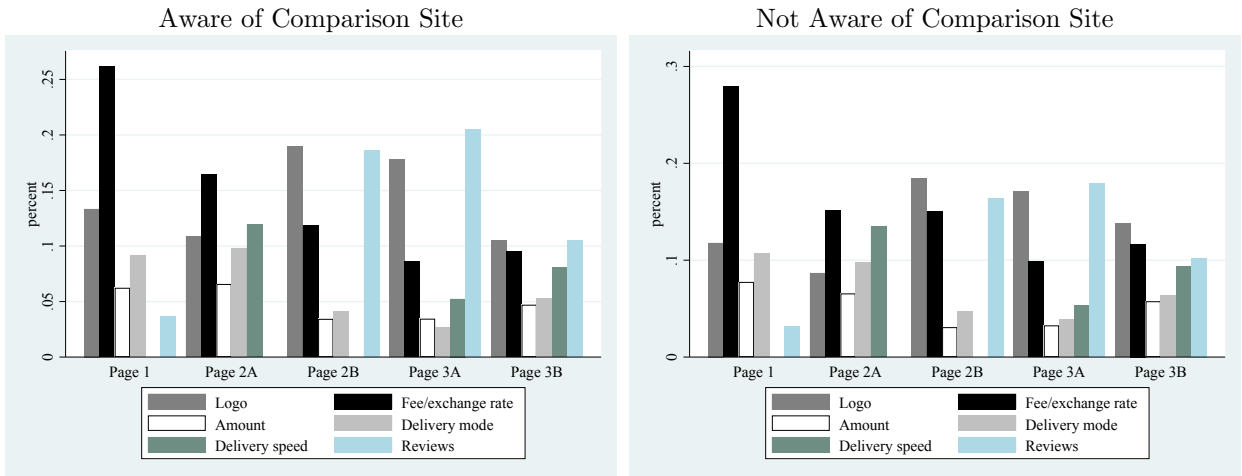 Aware of Comparison Site
percent
.25
.2
.15
.1
.05
0
Page 1 Page 2A Page 2B Page 3A Page 3B
Logo Fee/exchange rate
Amount Delivery mode
Delivery speed Reviews
Not Aware of Comparison Site
percent
.3
.2
.1
0
Page 1 Page 2A Page 2B Page 3A Page 3B
Logo Fee/exchange rate
Amount Delivery mode
Delivery speed Reviews